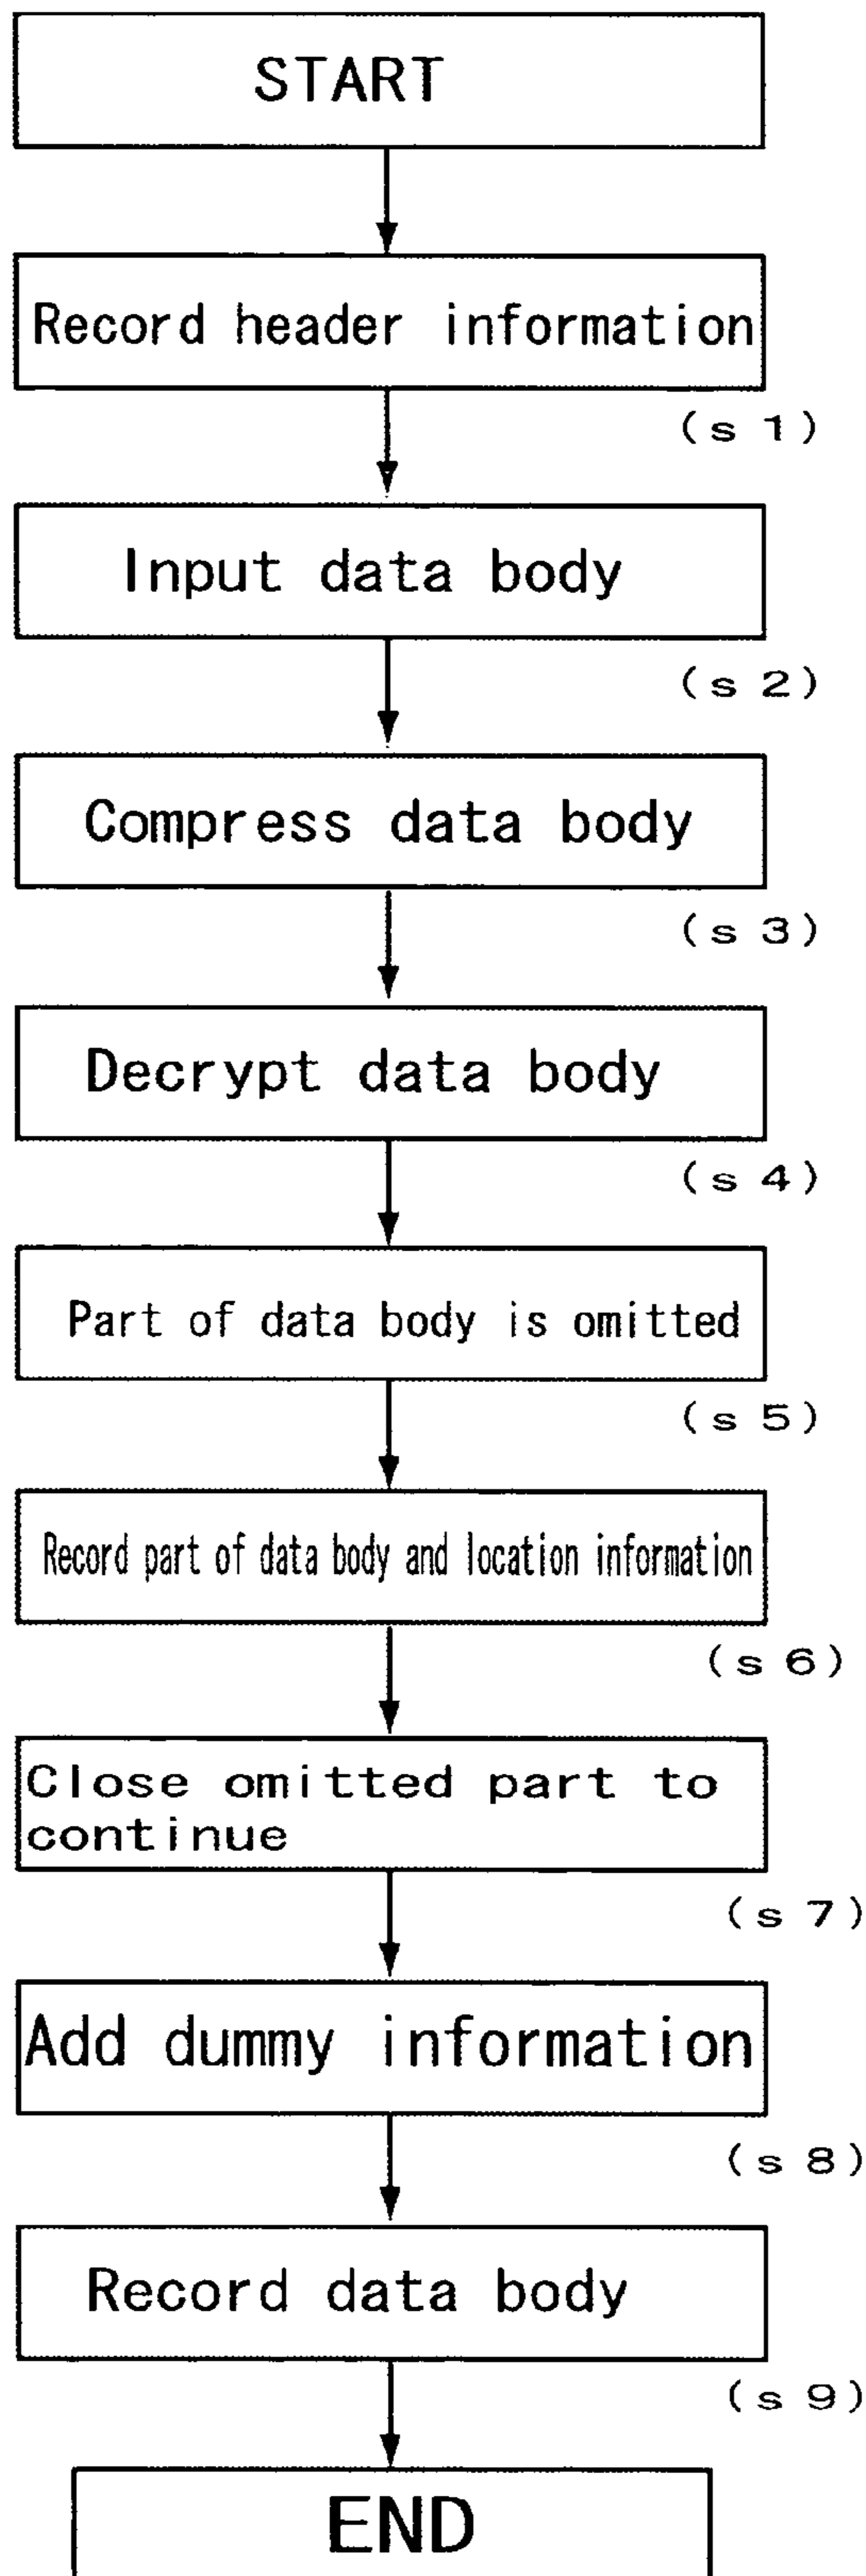 START
Record header information
(s 1)
Input data body
(s 2)
Compress data body
(s 3)
Decrypt data body
(s 4)
Part of data body is omitted
(s 5)
Record part of data body and location information
(s 6)
Close omitted part to
continue
(s 7)
Add dummy information
(s 8)
Record data body
(s 9)
END